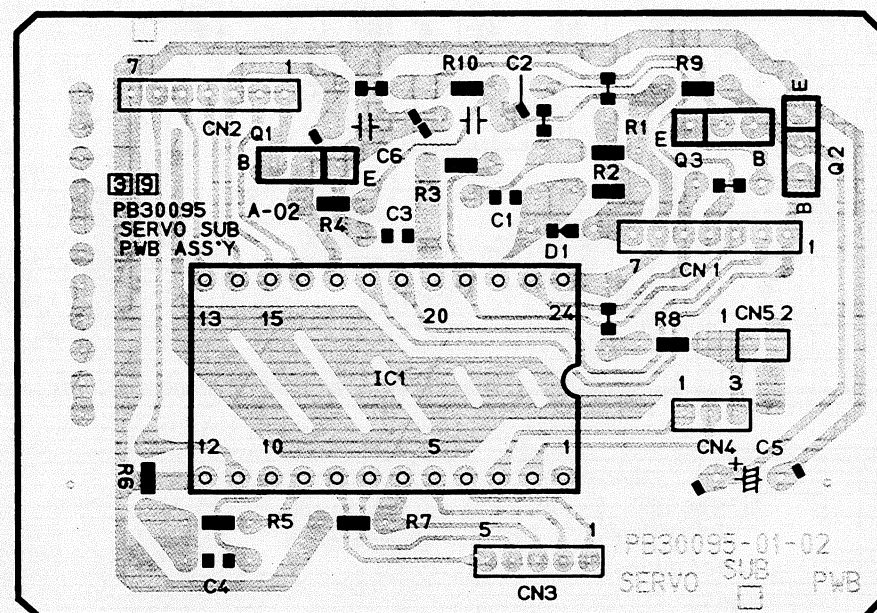 7 1 R10 C2 R9 E
CN2 Q1 R1
B C6 E B
E R3 R2 Q3 Q2
39
PB30095 A-02 R4 C3 C1 B
SERVO SUB
PWB ASS'Y D1 7 CN1 1
13 15 20 24
R8 1 CN5 2
IC1 1 3
12 10 5 1 CN4 C5
R6 +
R5 R7 5 1
PB30095-01-02
C4 CN3 SERVO SUB PWB